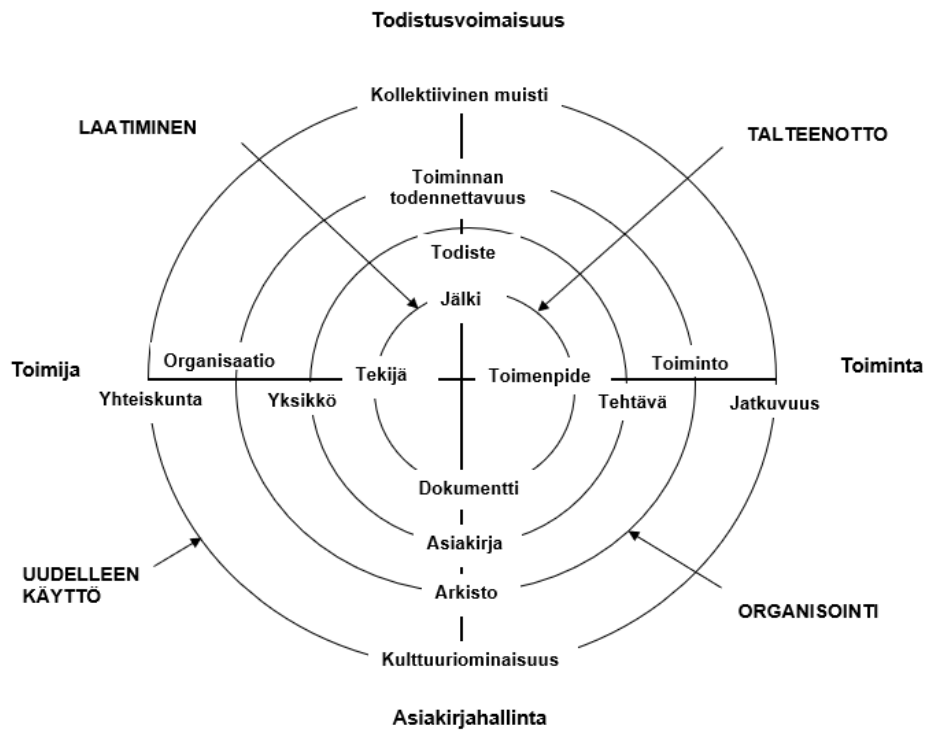 Todistusvoimaisuus
Kollektiivinen muisti
LAATIMINEN
TALTEENOTTO
Toiminnan
todennettavuus
Todiste
Jälki
Toimija
Organisaatio
Tekijä
Toimenpide
Toiminto
Toiminta
Yhteiskunta
Yksikkö
Tehtävä
Jatkuvuus
Dokumentti
Asiakirja
UUDELLEEN
KÄYTTÖ
Arkisto
ORGANISOINTI
Kulttuuriominaisuus
Asiakirjahallinta